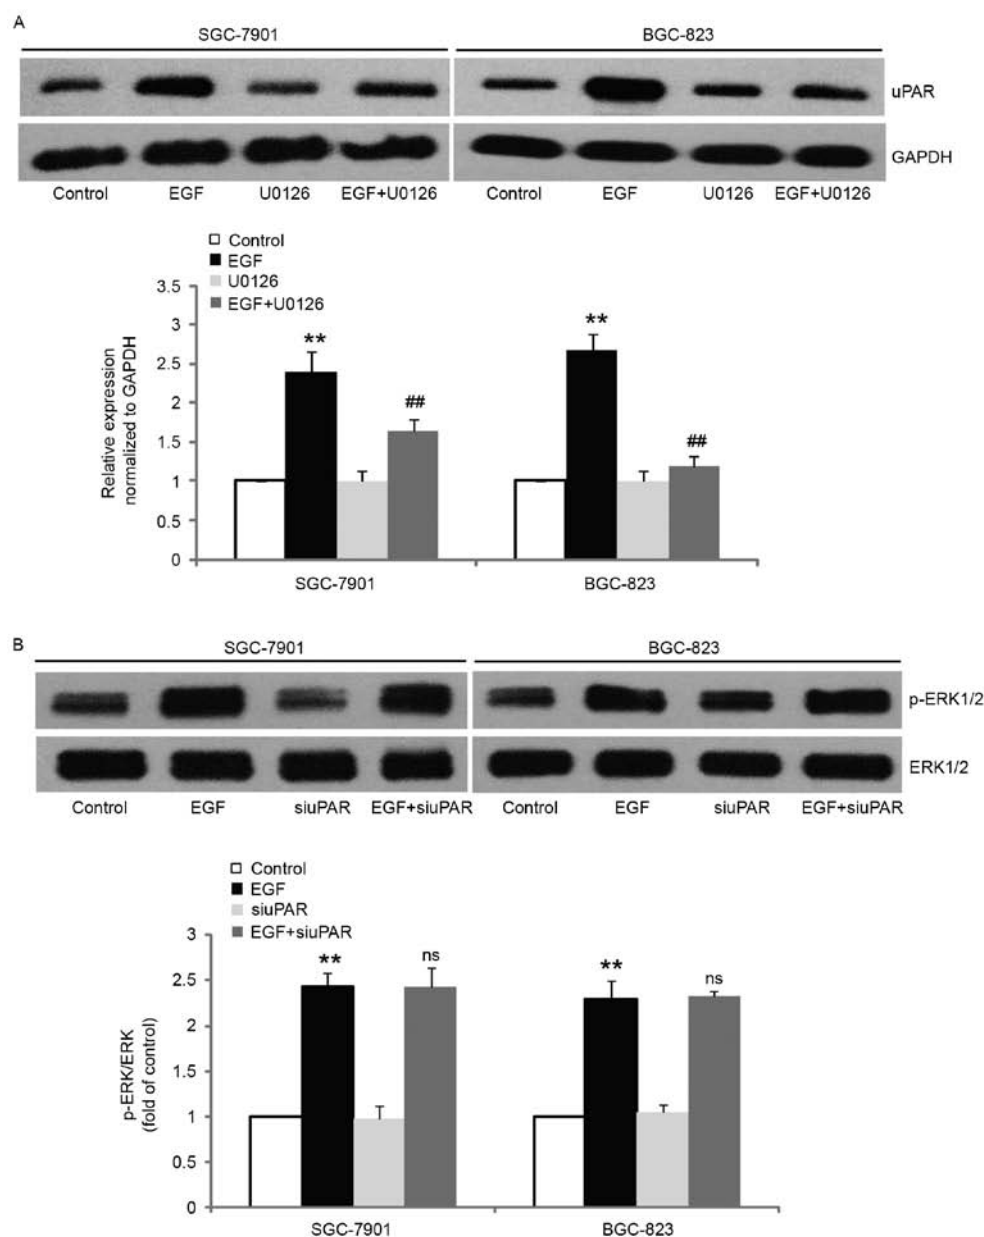 A
SGC-7901 BGC-823
uPAR
GAPDH
Control EGF U0126 EGF+U0126 Control EGF U0126 EGF+U0126
Control
EGF
U0126
EGF+U0126
3.5
3
2.5
2
1.5
1
0.5
0
Relative expression
normalized to GAPDH
** ## ** ##
SGC-7901 BGC-823
B
SGC-7901 BGC-823
p-ERK1/2
ERK1/2
Control EGF siuPAR EGF+siuPAR Control EGF siuPAR EGF+siuPAR
Control
EGF
siuPAR
EGF+siuPAR
3
2.5
2
1.5
1
0.5
0
p-ERK/ERK
(fold of control)
** ns ** ns
SGC-7901 BGC-823